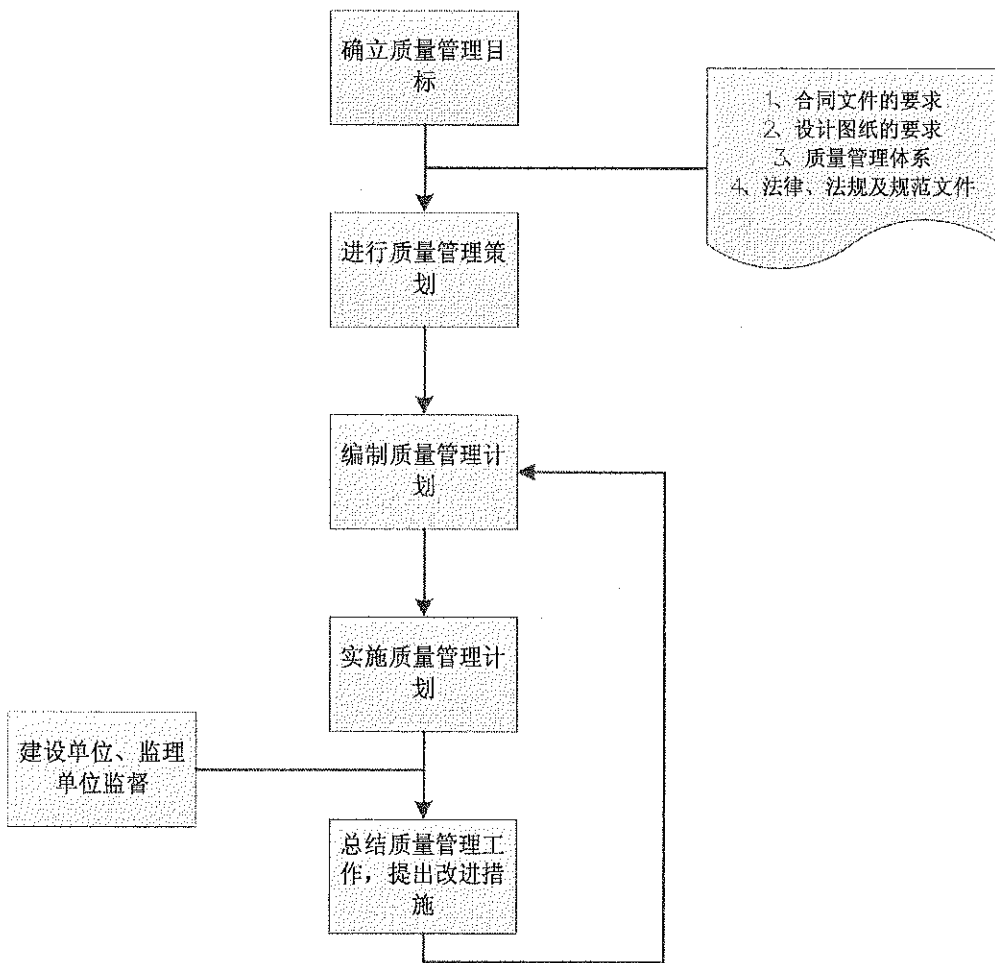 确立质量管理目
标
1、合同文件的要求
2、设计图纸的要求
3、质量管理体系
4、法律、法规及规范文件
进行质量管理策
划
编制质量管理计
划
实施质量管理计
划
建设单位、监理
单位监督
总结质量管理工
作，提出改进措
施